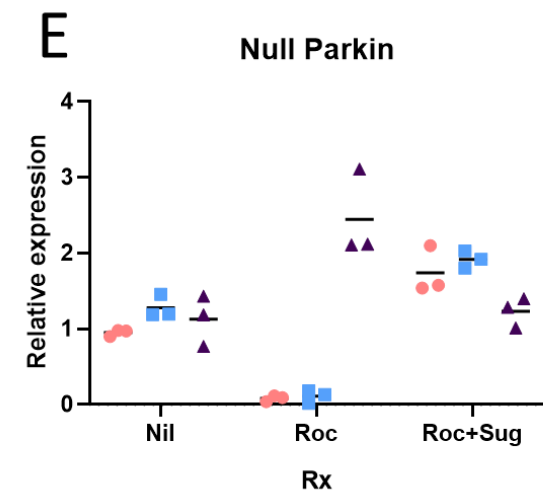 E
Null Parkin
Relative expression
4
3
2
1
0
Nil Roc Roc+Sug
Rx